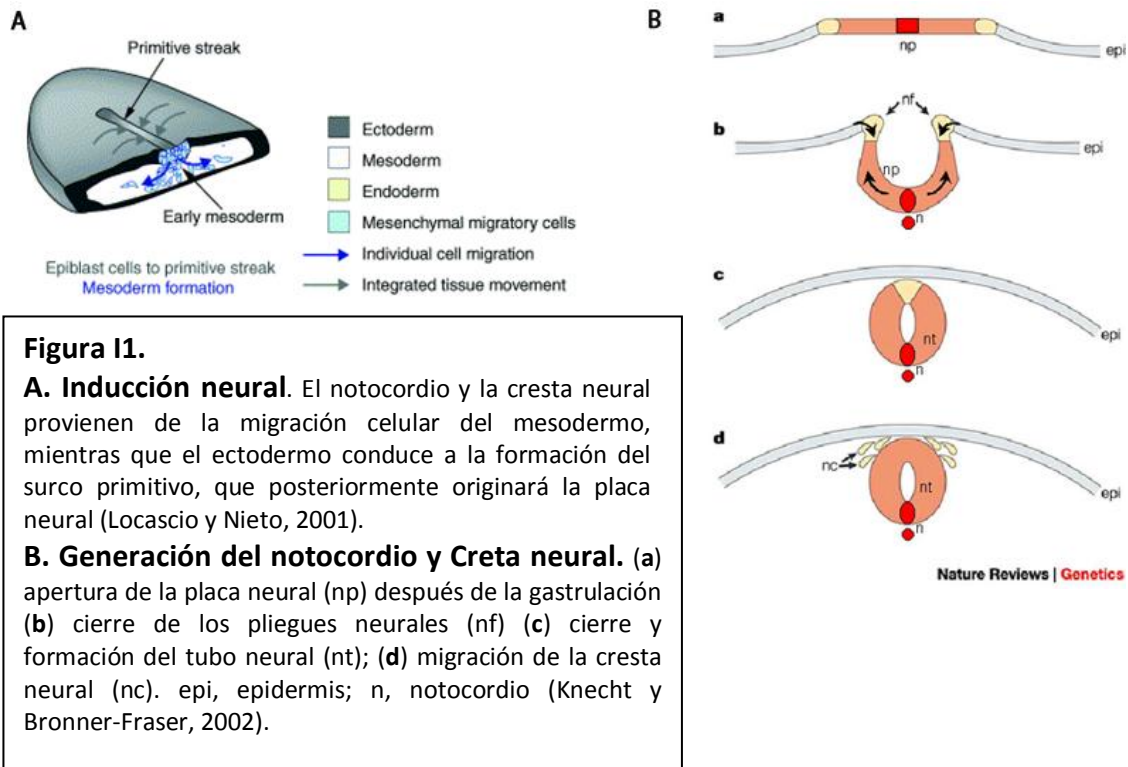 A
Primitive streak
Early mesoderm
Epiblast cells to primitive streak
Mesoderm formation
Ectoderm
Mesoderm
Endoderm
Mesenchymal migratory cells
Individual cell migration
Integrated tissue movement
B
a
np
epi
nf
b
np
epi
n
c
nt
epi
n
d
nc
nt
epi
n
Nature Reviews | Genetics
Figura I1.
A. Inducción neural. El notocordio y la cresta neural
provienen de la migración celular del mesodermo,
mientras que el ectodermo conduce a la formación del
surco primitivo, que posteriormente originará la placa
neural (Locascio y Nieto, 2001).
B. Generación del notocordio y Creta neural. (a)
apertura de la placa neural (np) después de la gastrulación
(b) cierre de los pliegues neurales (nf) (c) cierre y
formación del tubo neural (nt); (d) migración de la cresta
neural (nc). epi, epidermis; n, notocordio (Knecht y
Bronner-Fraser, 2002).